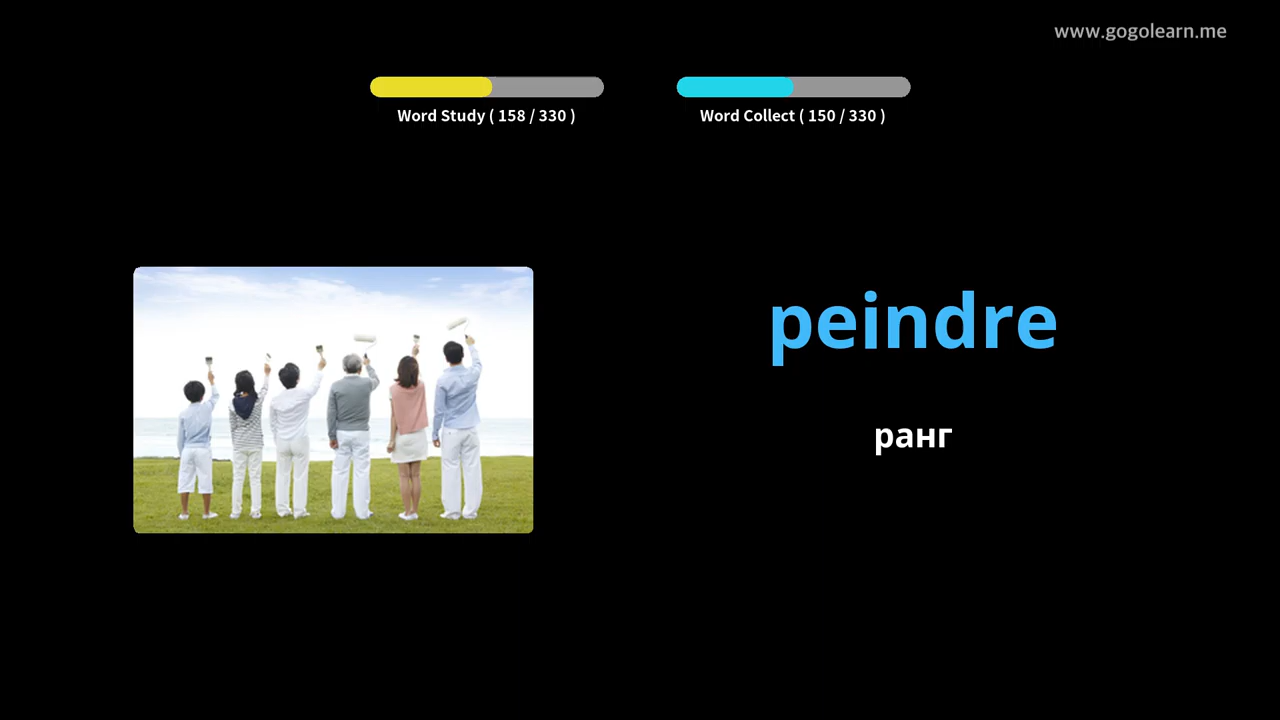 www.gogolearn.me
Word Study ( 158 / 330 )
Word Collect ( 150 / 330 )
peindre
ранг